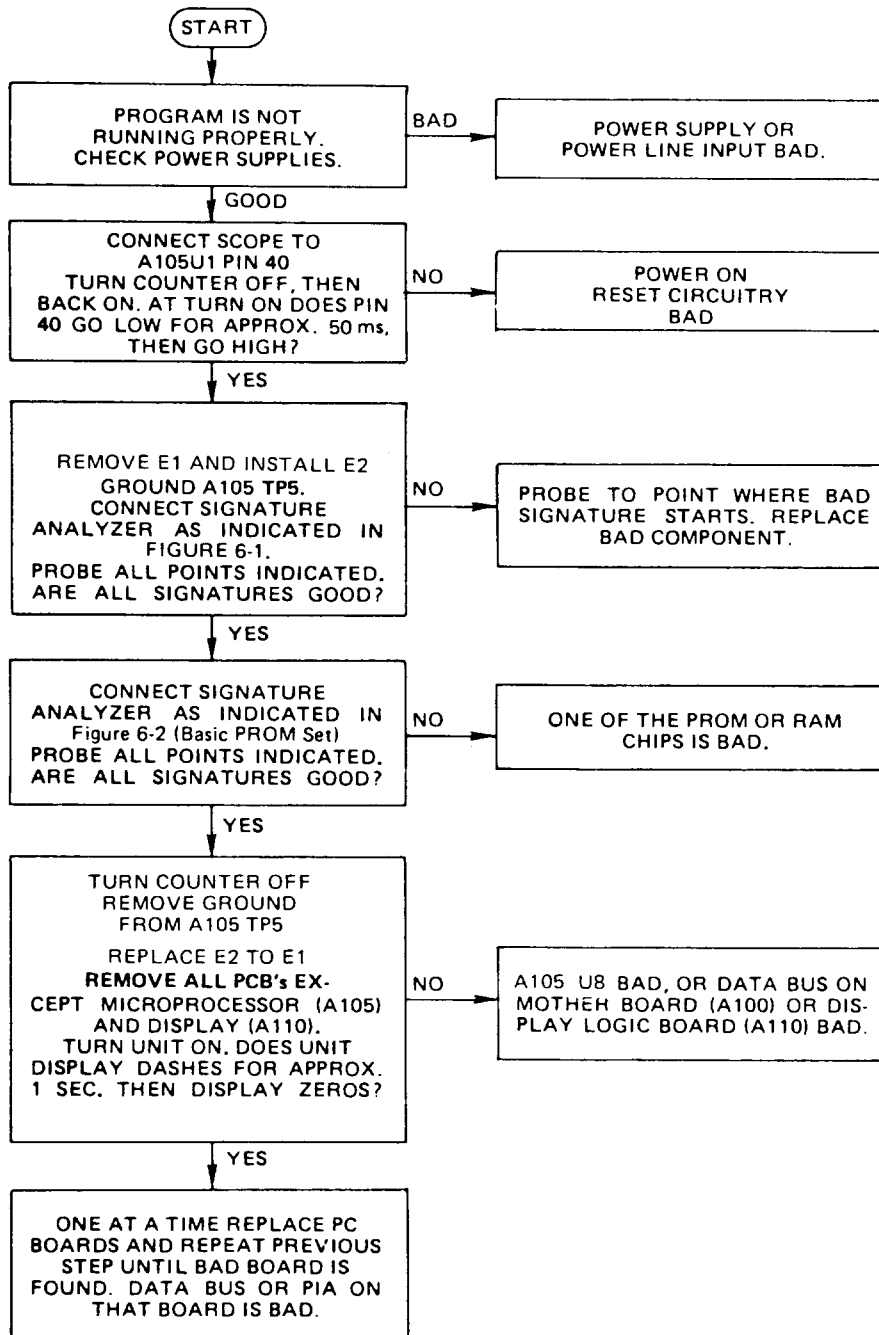 START
PROGRAM IS NOT
RUNNING PROPERLY.
CHECK POWER SUPPLIES.
BAD
POWER SUPPLY OR
POWER LINE INPUT BAD.
GOOD
CONNECT SCOPE TO
A105U1 PIN 40
TURN COUNTER OFF, THEN
BACK ON. AT TURN ON DOES PIN
40 GO LOW FOR APPROX. 50 ms,
THEN GO HIGH?
NO
POWER ON
RESET CIRCUITRY
BAD
YES
REMOVE E1 AND INSTALL E2
GROUND A105 TP5.
CONNECT SIGNATURE
ANALYZER AS INDICATED IN
FIGURE 6-1.
PROBE ALL POINTS INDICATED.
ARE ALL SIGNATURES GOOD?
NO
PROBE TO POINT WHERE BAD
SIGNATURE STARTS. REPLACE
BAD COMPONENT.
YES
CONNECT SIGNATURE
ANALYZER AS INDICATED IN
Figure 6-2 (Basic PROM Set)
PROBE ALL POINTS INDICATED.
ARE ALL SIGNATURES GOOD?
NO
ONE OF THE PROM OR RAM
CHIPS IS BAD.
YES
TURN COUNTER OFF
REMOVE GROUND
FROM A105 TP5
REPLACE E2 TO E1
REMOVE ALL PCB's EX-
CEPT MICROPROCESSOR (A105)
AND DISPLAY (A110).
TURN UNIT ON. DOES UNIT
DISPLAY DASHES FOR APPROX.
1 SEC. THEN DISPLAY ZEROS?
NO
A105 U8 BAD, OR DATA BUS ON
MOTHER BOARD (A100) OR DIS-
PLAY LOGIC BOARD (A110) BAD.
YES
ONE AT A TIME REPLACE PC
BOARDS AND REPEAT PREVIOUS
STEP UNTIL BAD BOARD IS
FOUND. DATA BUS OR PIA ON
THAT BOARD IS BAD.